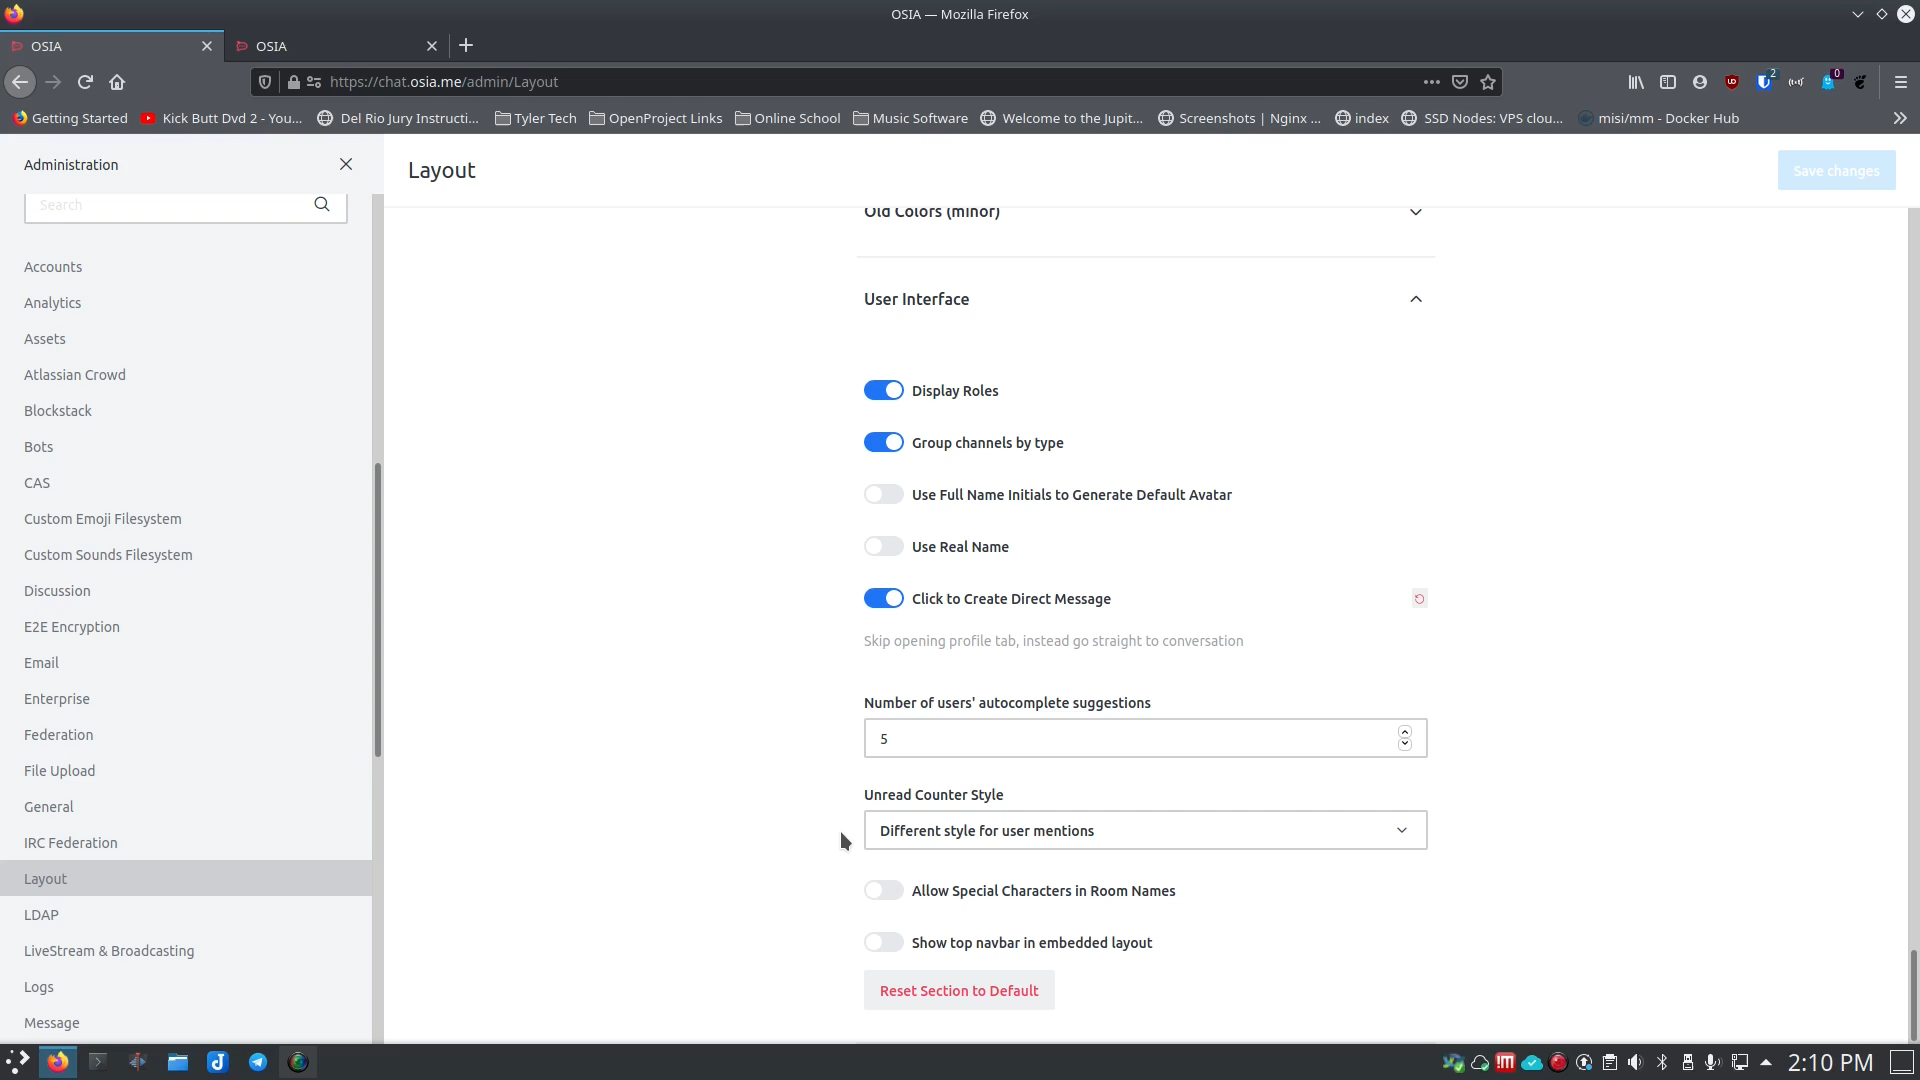 OSIA — Mozilla Firefox
OSIA
OSIA
https://chat.osia.me/admin/Layout
2
0
Getting Started
Kick Butt Dvd 2 - You...
Del Rio Jury Instructi...
Tyler Tech
OpenProject Links
Online School
Music Software
Welcome to the Jupit...
Screenshots | Nginx ...
index
SSD Nodes: VPS clou...
misi/mm - Docker Hub
Administration
Search
Accounts
Analytics
Assets
Atlassian Crowd
Blockstack
Bots
CAS
Custom Emoji Filesystem
Custom Sounds Filesystem
Discussion
E2E Encryption
Email
Enterprise
Federation
File Upload
General
IRC Federation
Layout
LDAP
LiveStream & Broadcasting
Logs
Message
Layout
Save changes
Old Colors (minor)
User Interface
Display Roles
Group channels by type
Use Full Name Initials to Generate Default Avatar
Use Real Name
Click to Create Direct Message
Skip opening profile tab, instead go straight to conversation
Number of users' autocomplete suggestions
5
Unread Counter Style
Different style for user mentions
Allow Special Characters in Room Names
Show top navbar in embedded layout
Reset Section to Default
2:10 PM